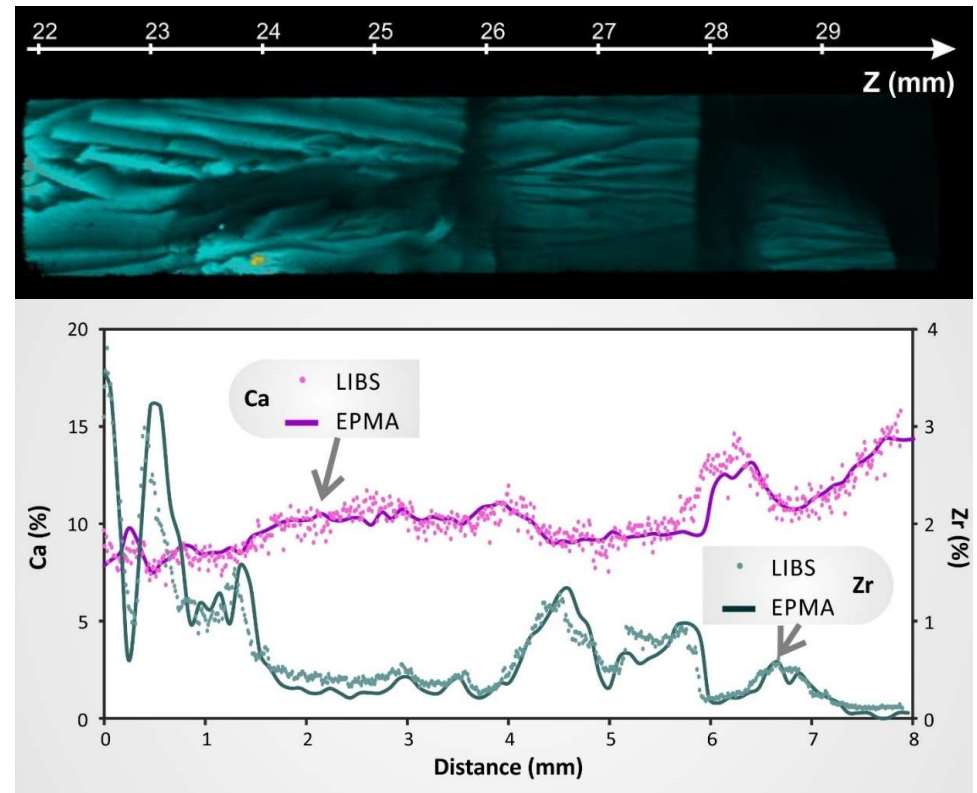 22 23 24 25 26 27 28 29
Z (mm)
20 4
LIBS
Ca
EPMA
15 3
Ca (%)
10 2
Zr (%)
LIBS
Zr
EPMA
5 1
0 0
0 1 2 3 4 5 6 7 8
Distance (mm)